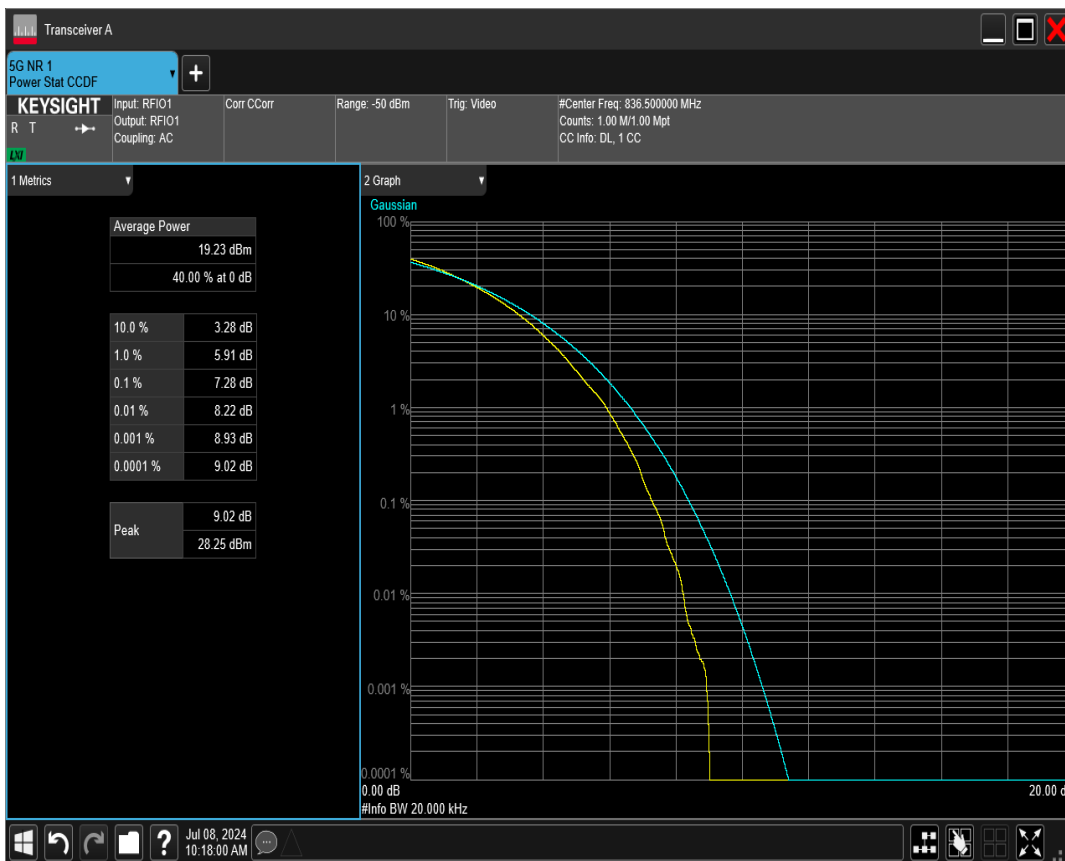 Transceiver A
5G NR 1
Power Stat CCDF
+
KEYSIGHT
R T
LXI
Input: RFIO1
Output: RFIO1
Coupling: AC
Corr CCorr
Range: -50 dBm
Trig: Video
#Center Freq: 836.500000 MHz
Counts: 1.00 M/1.00 Mpt
CC Info: DL, 1 CC
1 Metrics
Average Power
19.23 dBm
40.00 % at 0 dB
10.0 % 3.28 dB
1.0 % 5.91 dB
0.1 % 7.28 dB
0.01 % 8.22 dB
0.001 % 8.93 dB
0.0001 % 9.02 dB
Peak 9.02 dB
28.25 dBm
2 Graph
Gaussian
100 %
10 %
1 %
0.1 %
0.01 %
0.001 %
0.0001 %
0.00 dB 20.00 d
#Info BW 20.000 kHz
? Jul 08, 2024
10:18:00 AM